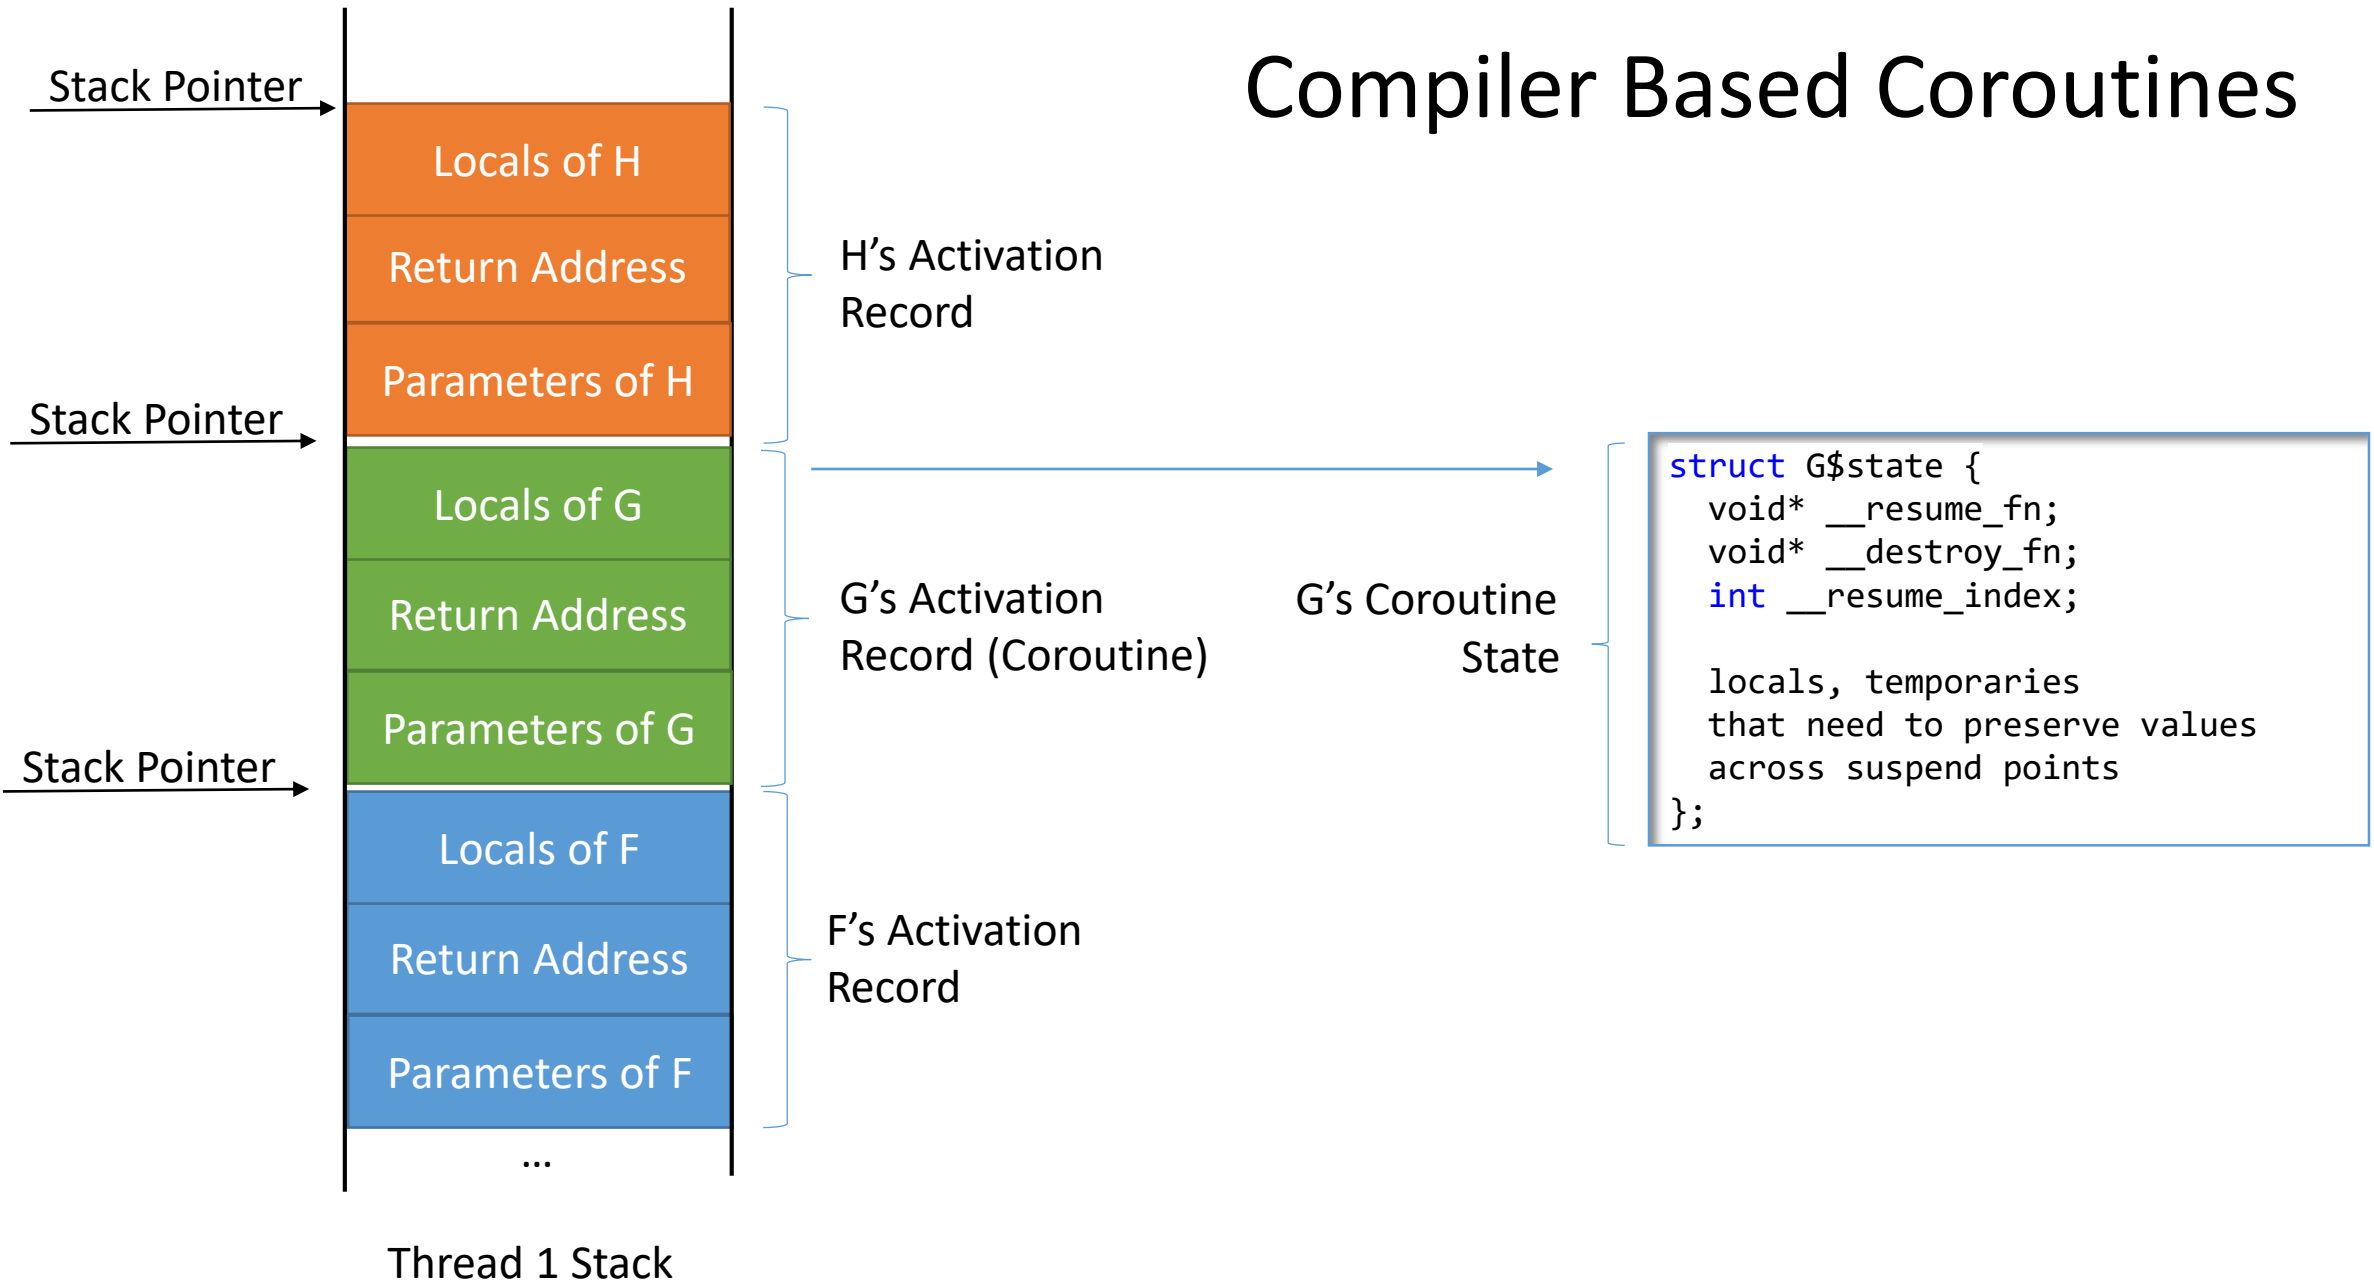 Compiler Based Coroutines
Stack Pointer
Locals of H
Return Address
Parameters of H
H’s Activation
Record
Stack Pointer
Locals of G
Return Address
Parameters of G
G’s Activation
Record (Coroutine)
G’s Coroutine
State
struct G$state {
  void* __resume_fn;
  void* __destroy_fn;
  int __resume_index;
  locals, temporaries
  that need to preserve values
  across suspend points
};
Stack Pointer
Locals of F
Return Address
Parameters of F
F’s Activation
Record
…
Thread 1 Stack